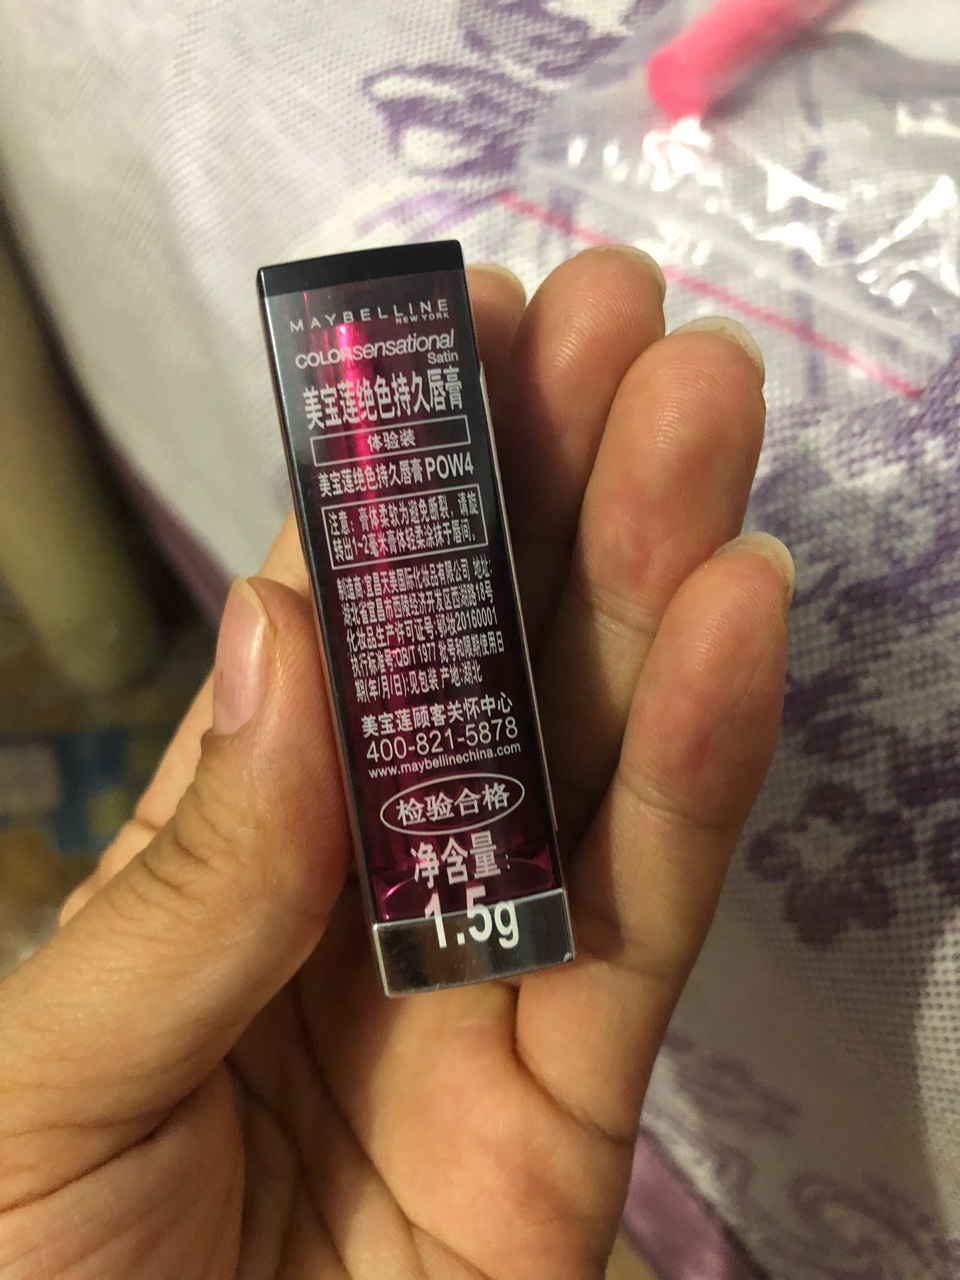 MAYBELLINE
NEW YORK
COLORsensational
Satin
美宝莲绝色持久唇膏
体验装
美宝莲绝色持久唇膏 POW4
注意：膏体柔软为避免断裂，请旋
转出1~2毫米膏体轻柔涂抹于唇间。
制造商:宜昌天美国际化妆品有限公司 地址:
湖北省宜昌市西陵经济开发区西湖路18号
化妆品生产许可证号:鄂妆20160001
执行标准号:QB/T 1977 批号和限期使用日
期(年/月/日):见包装 产地:湖北
美宝莲顾客关怀中心
400-821-5878
www.maybellinechina.com
检验合格
净含量:
1.5g